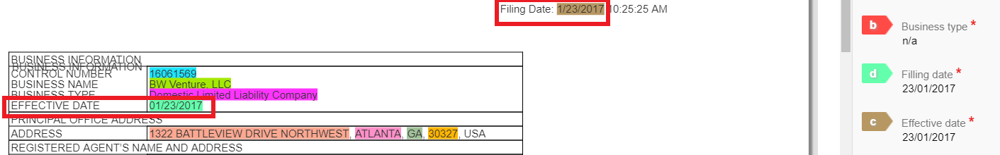 Filing Date: 1/23/2017 10:25:25 AM
BUSINESS INFORMATION
BUSINESS INFORMATION
CONTROL NUMBER 16061569
BUSINESS NAME BW Venture, LLC
BUSINESS TYPE Domestic Limited Liability Company
EFFECTIVE DATE 01/23/2017
PRINCIPAL OFFICE ADDRESS
ADDRESS 1322 BATTLEVIEW DRIVE NORTHWEST, ATLANTA, GA, 30327, USA
REGISTERED AGENT'S NAME AND ADDRESS
b Business type *
n/a
d Filling date *
23/01/2017
c Effective date *
23/01/2017